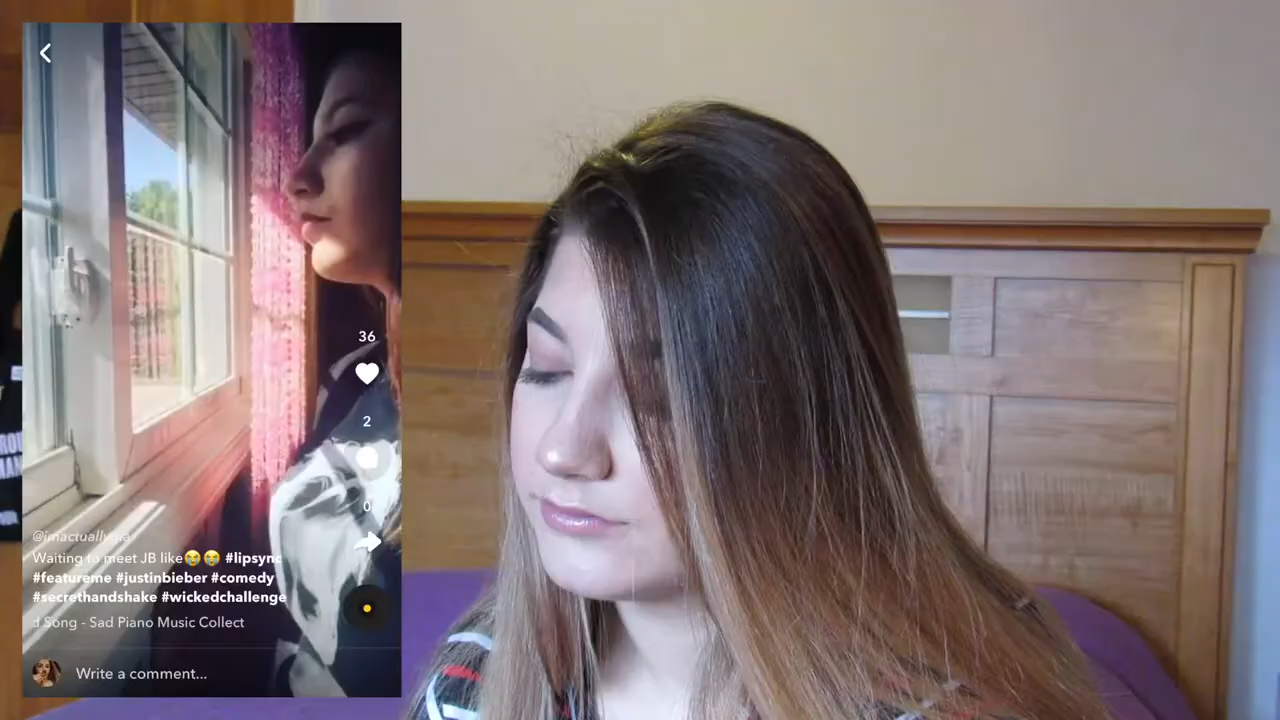 36
2
0
Waiting to meet JB like😭😭 #lipsync
#featureme #justinbieber #comedy
#secrethandshake #wickedchallenge
Song - Sad Piano Music Collect
Write a comment...